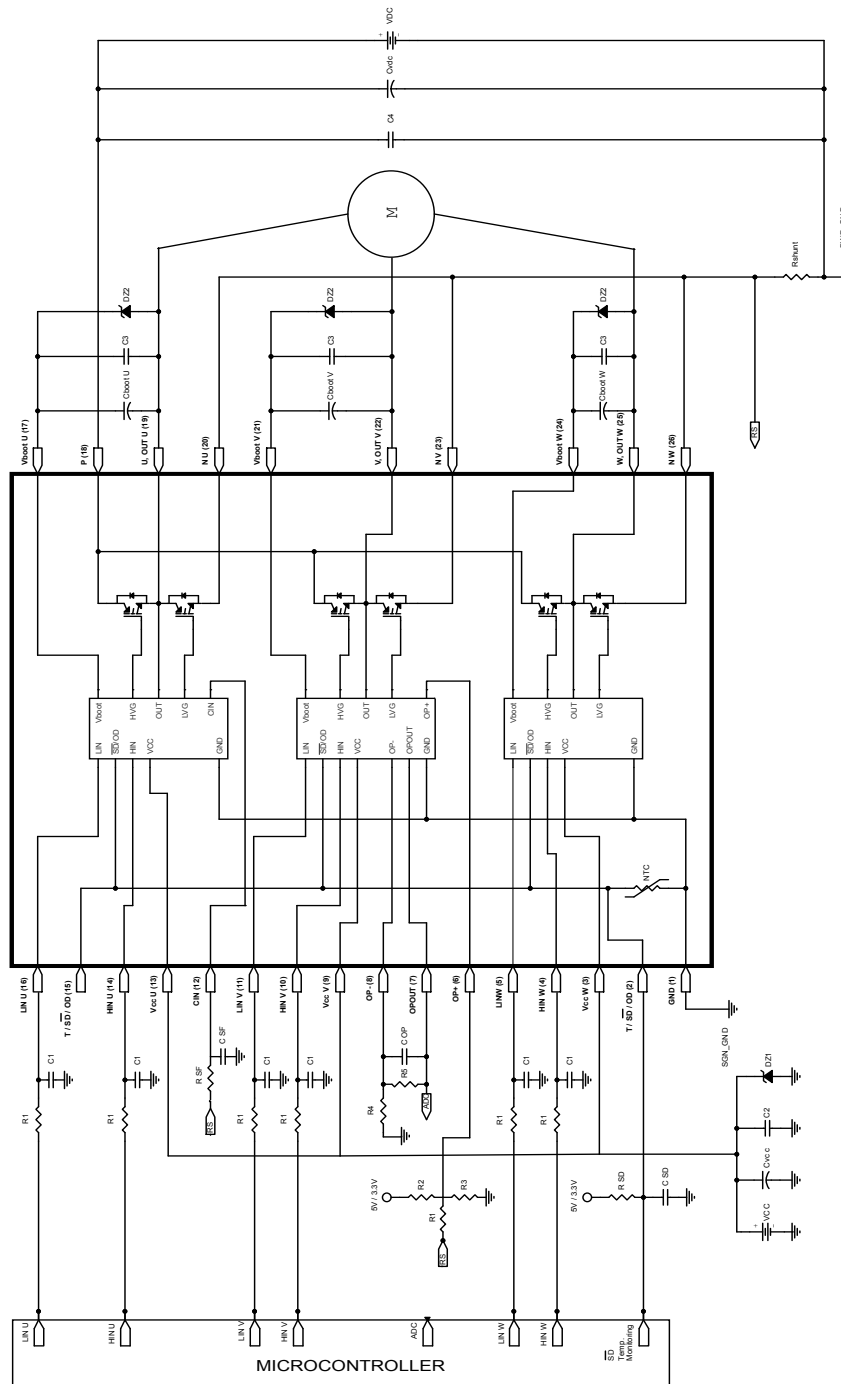 VDC
+
-
Cvdc
C4
M
Rshunt
DZ2
C3
Cboot U
DZ2
C3
Cboot V
DZ2
C3
Cboot W
RS
Vboot U (17)
P (18)
U, OUT U (19)
N U (20)
Vboot V (21)
V, OUT V (22)
N V (23)
Vboot W (24)
W, OUT W (25)
N W (26)
Vboot
HVG
OUT
LVG
CIN
LIN
SD/OD
HIN
VCC
GND
Vboot
HVG
OUT
LVG
OP+
LIN
SD/OD
HIN
VCC
OP-
OPOUT
GND
Vboot
HVG
OUT
LVG
LIN
SD/OD
HIN
VCC
GND
NTC
LIN U (16)
T / SD / OD (15)
HIN U (14)
Vcc U (13)
CIN (12)
LIN V (11)
HIN V (10)
Vcc V (9)
OP- (8)
OPOUT (7)
OP+ (6)
LINW (5)
HIN W (4)
Vcc W (3)
T / SD / OD (2)
GND (1)
C1
R1
C1
R1
C SF
R SF
RS
C1
R1
C1
R1
C OP
R5
R4
ADC
C1
R1
C1
R1
SGN_GND
5V / 3.3V
R2
R3
R1
RS
5V / 3.3V
R SD
C SD
DZ1
C2
Cvcc
VCC
+
-
LIN U
HIN U
LIN V
HIN V
ADC
LIN W
HIN W
SD
Temp.
Monitoring
MICROCONTROLLER